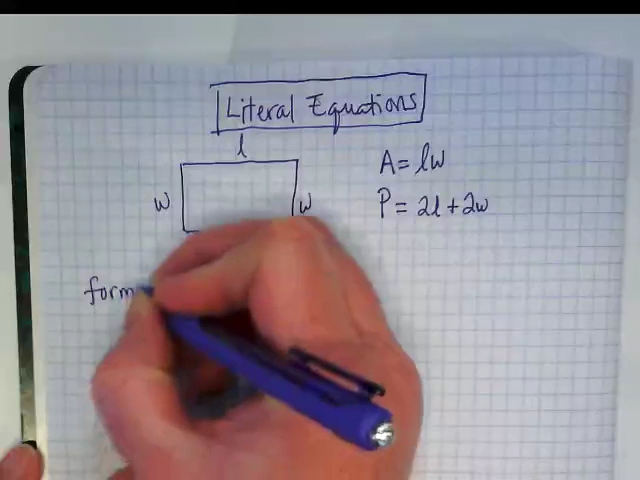 Literal Equations
l
A = lw
w w
P = 2l + 2w
form